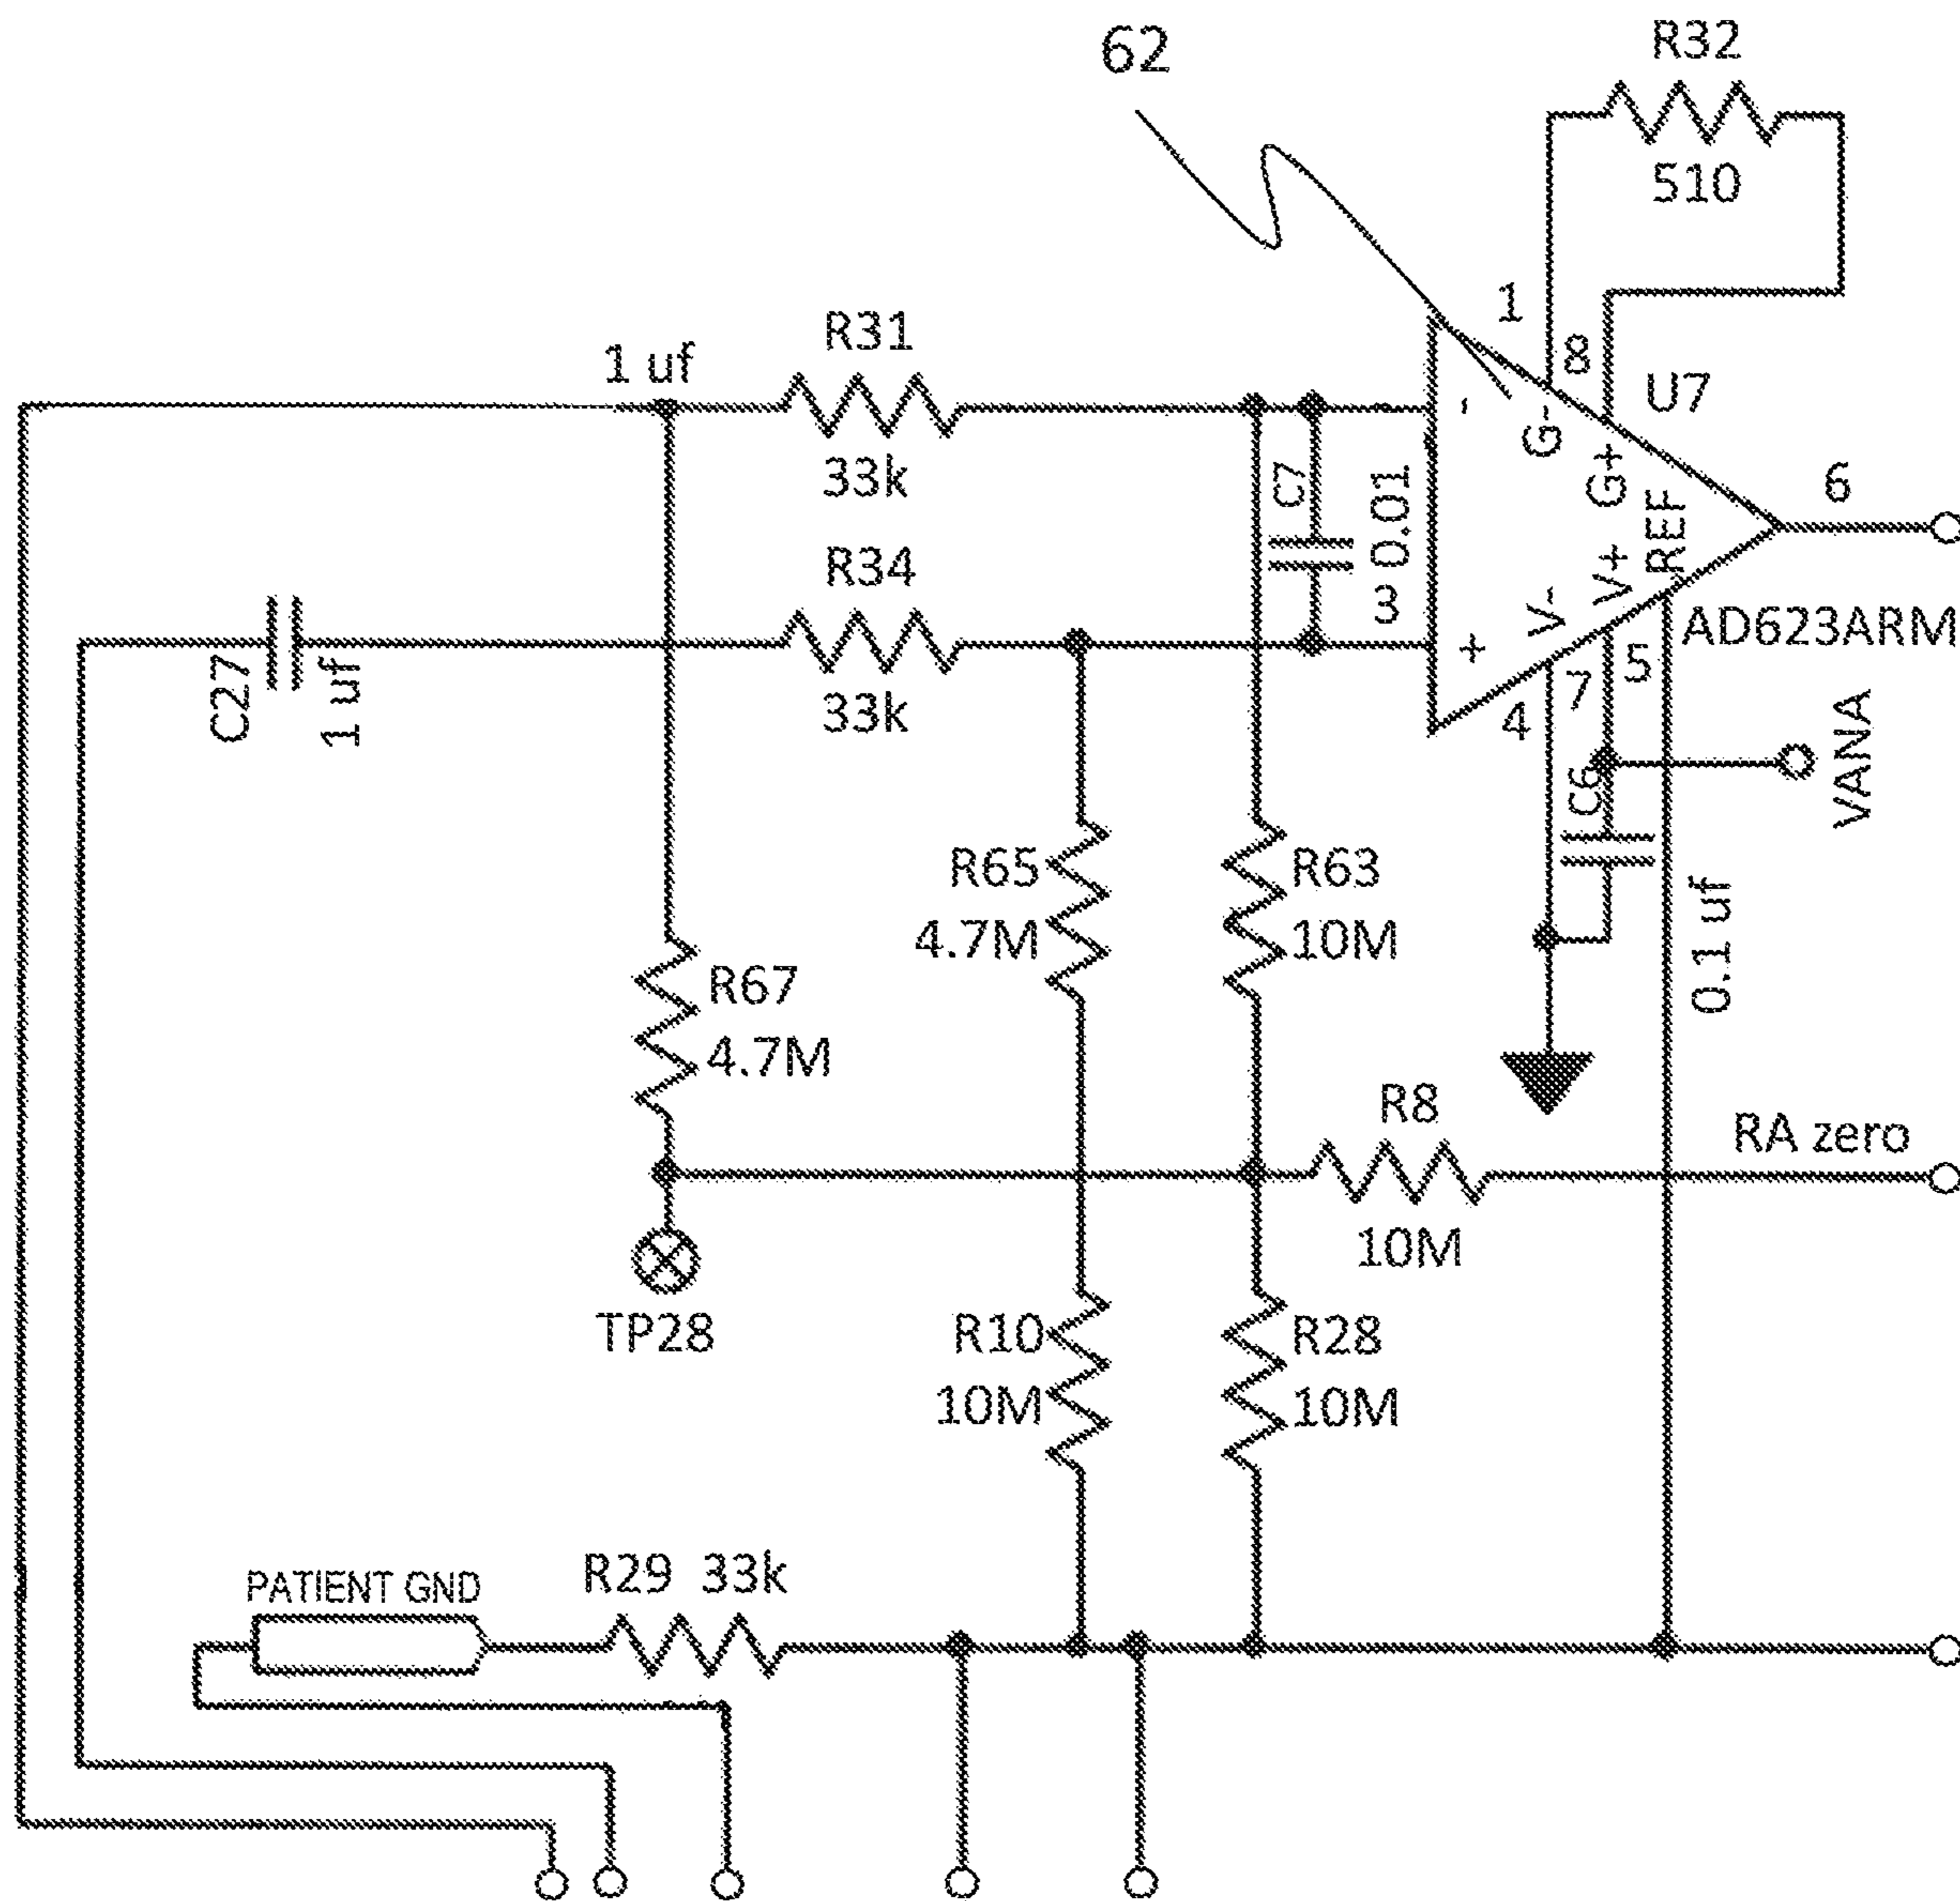 62
R32
510
1
8
U7
G-
G+
REF
V+
V-
-
+
6
AD623ARM
R31
1 uf
33k
C7
0.01
R34
3
33k
C27
1 uf
4
7
5
C6
VANA
0.1 uf
R65
4.7M
R63
10M
R67
4.7M
R8
10M
RA zero
TP28
R10
10M
R28
10M
PATIENT GND
R29 33k